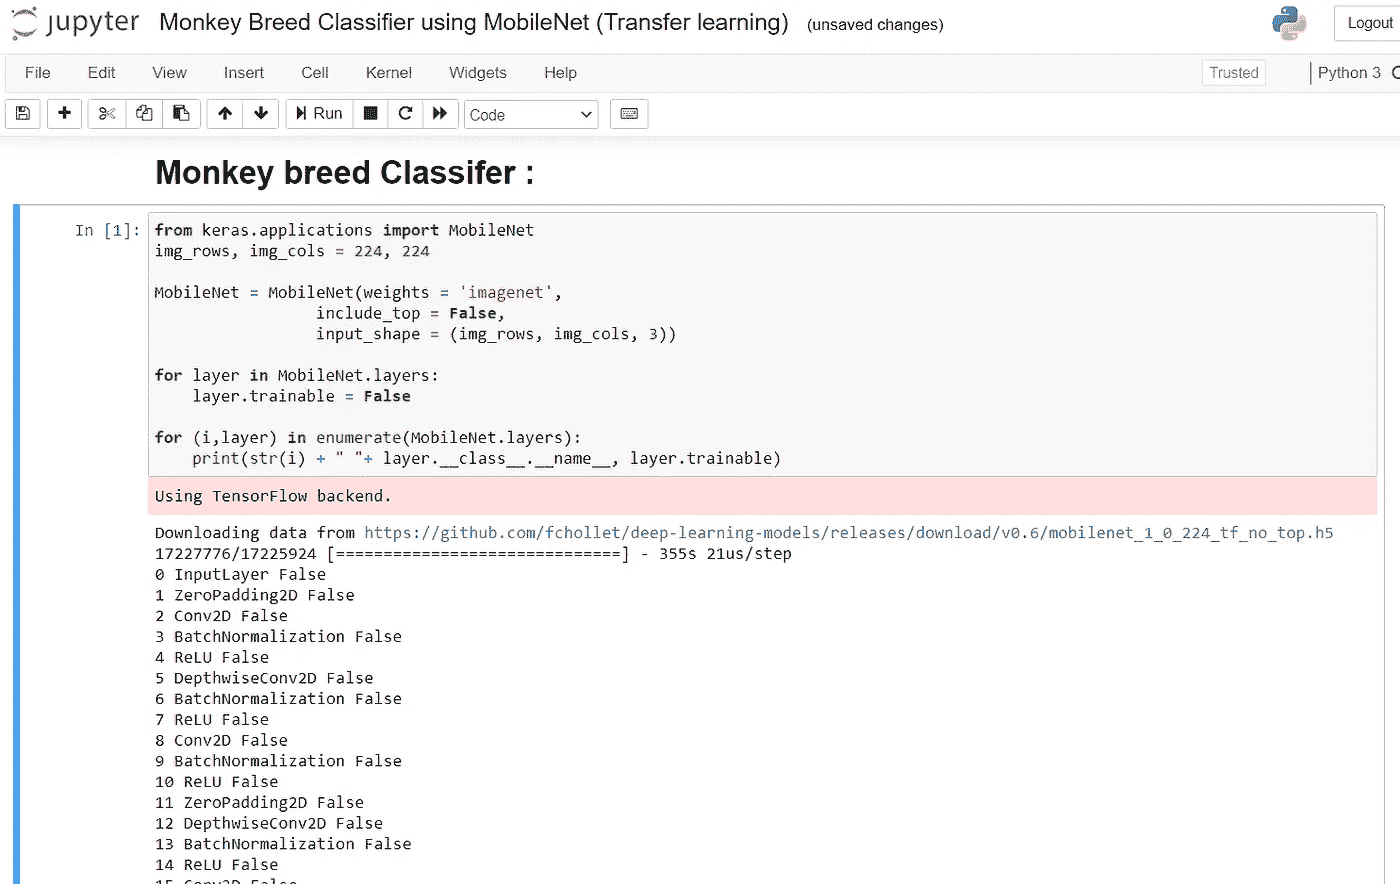 jupyter Monkey Breed Classifier using MobileNet (Transfer learning) (unsaved changes) Logout
File Edit View Insert Cell Kernel Widgets Help Trusted Python 3
Run Code
Monkey breed Classifer :
In [1]: from keras.applications import MobileNet
img_rows, img_cols = 224, 224
MobileNet = MobileNet(weights = 'imagenet',
include_top = False,
input_shape = (img_rows, img_cols, 3))
for layer in MobileNet.layers:
layer.trainable = False
for (i,layer) in enumerate(MobileNet.layers):
print(str(i) + " "+ layer.__class__.__name__, layer.trainable)
Using TensorFlow backend.
Downloading data from https://github.com/fchollet/deep-learning-models/releases/download/v0.6/mobilenet_1_0_224_tf_no_top.h5
17227776/17225924 [==============================] - 355s 21us/step
0 InputLayer False
1 ZeroPadding2D False
2 Conv2D False
3 BatchNormalization False
4 ReLU False
5 DepthwiseConv2D False
6 BatchNormalization False
7 ReLU False
8 Conv2D False
9 BatchNormalization False
10 ReLU False
11 ZeroPadding2D False
12 DepthwiseConv2D False
13 BatchNormalization False
14 ReLU False
15 Conv2D False